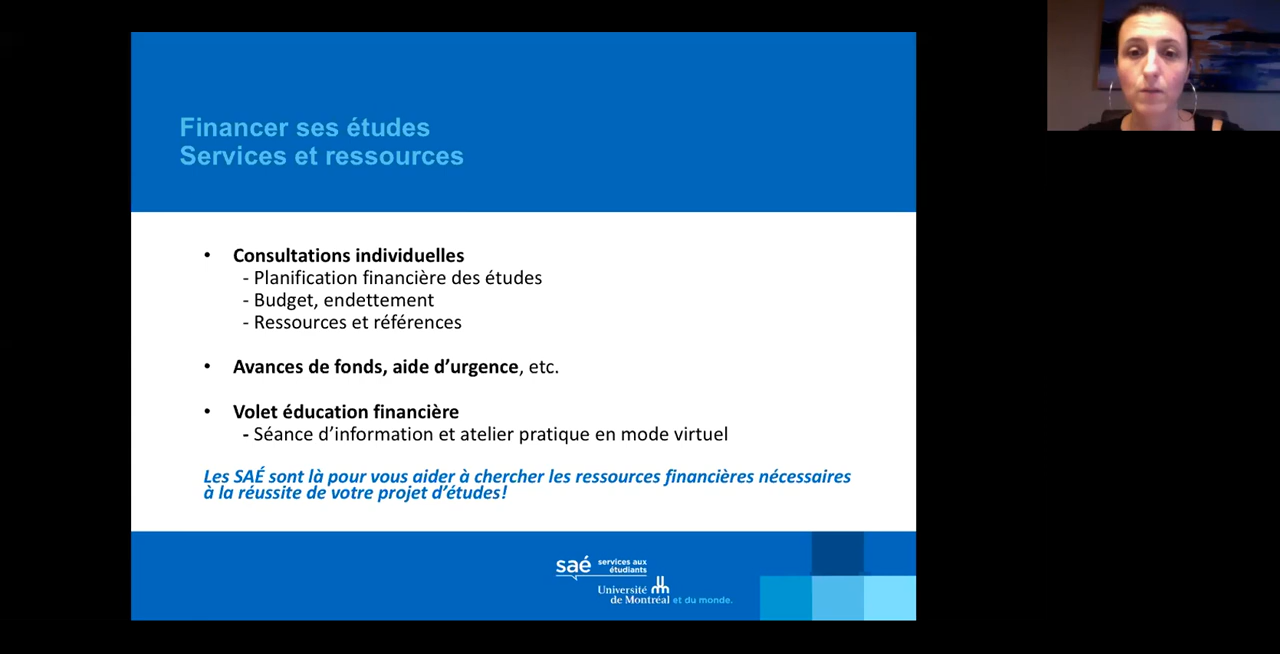 Financer ses études
Services et ressources
• Consultations individuelles
- Planification financière des études
- Budget, endettement
- Ressources et références
• Avances de fonds, aide d’urgence, etc.
• Volet éducation financière
- Séance d’information et atelier pratique en mode virtuel
Les SAÉ sont là pour vous aider à chercher les ressources financières nécessaires
à la réussite de votre projet d’études!
saé services aux
étudiants
Université
de Montréal et du monde.